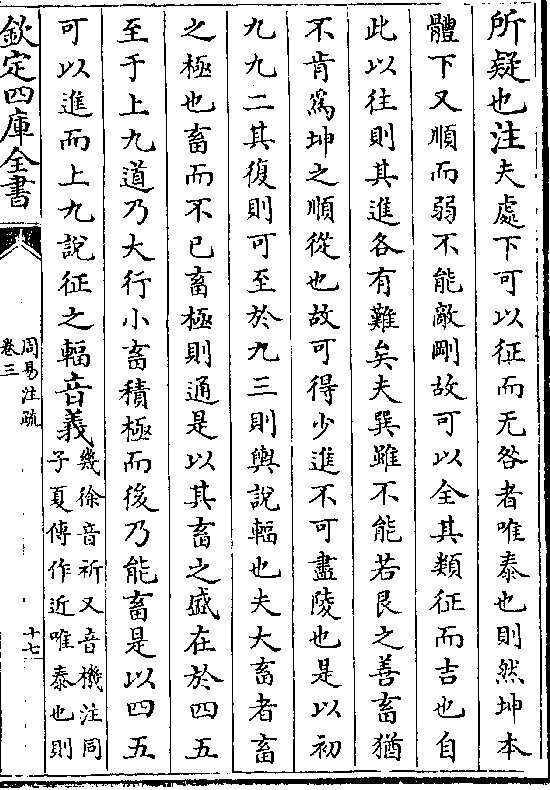 所疑也注夫處下可以征而无咎者唯泰也則然坤本
體下又順而弱不能敵剛故可以全其類征而吉也自
此以往則其進各有難矣夫巽雖不能若艮之善畜猶
不肯爲坤之順從也故可得少進不可盡陵也是以初
九九二其復則可至於九三則輿說輻也夫大畜者畜
之極也畜而不已畜極則通是以其畜之盛在於四五
至于上九道乃大行小畜積極而後乃能畜是以四五
可以進而上九說征之輻音義幾徐音祈又音機注同
子夏傳作近唯泰也則
欽定四庫全書
周易注疏
卷三
十七